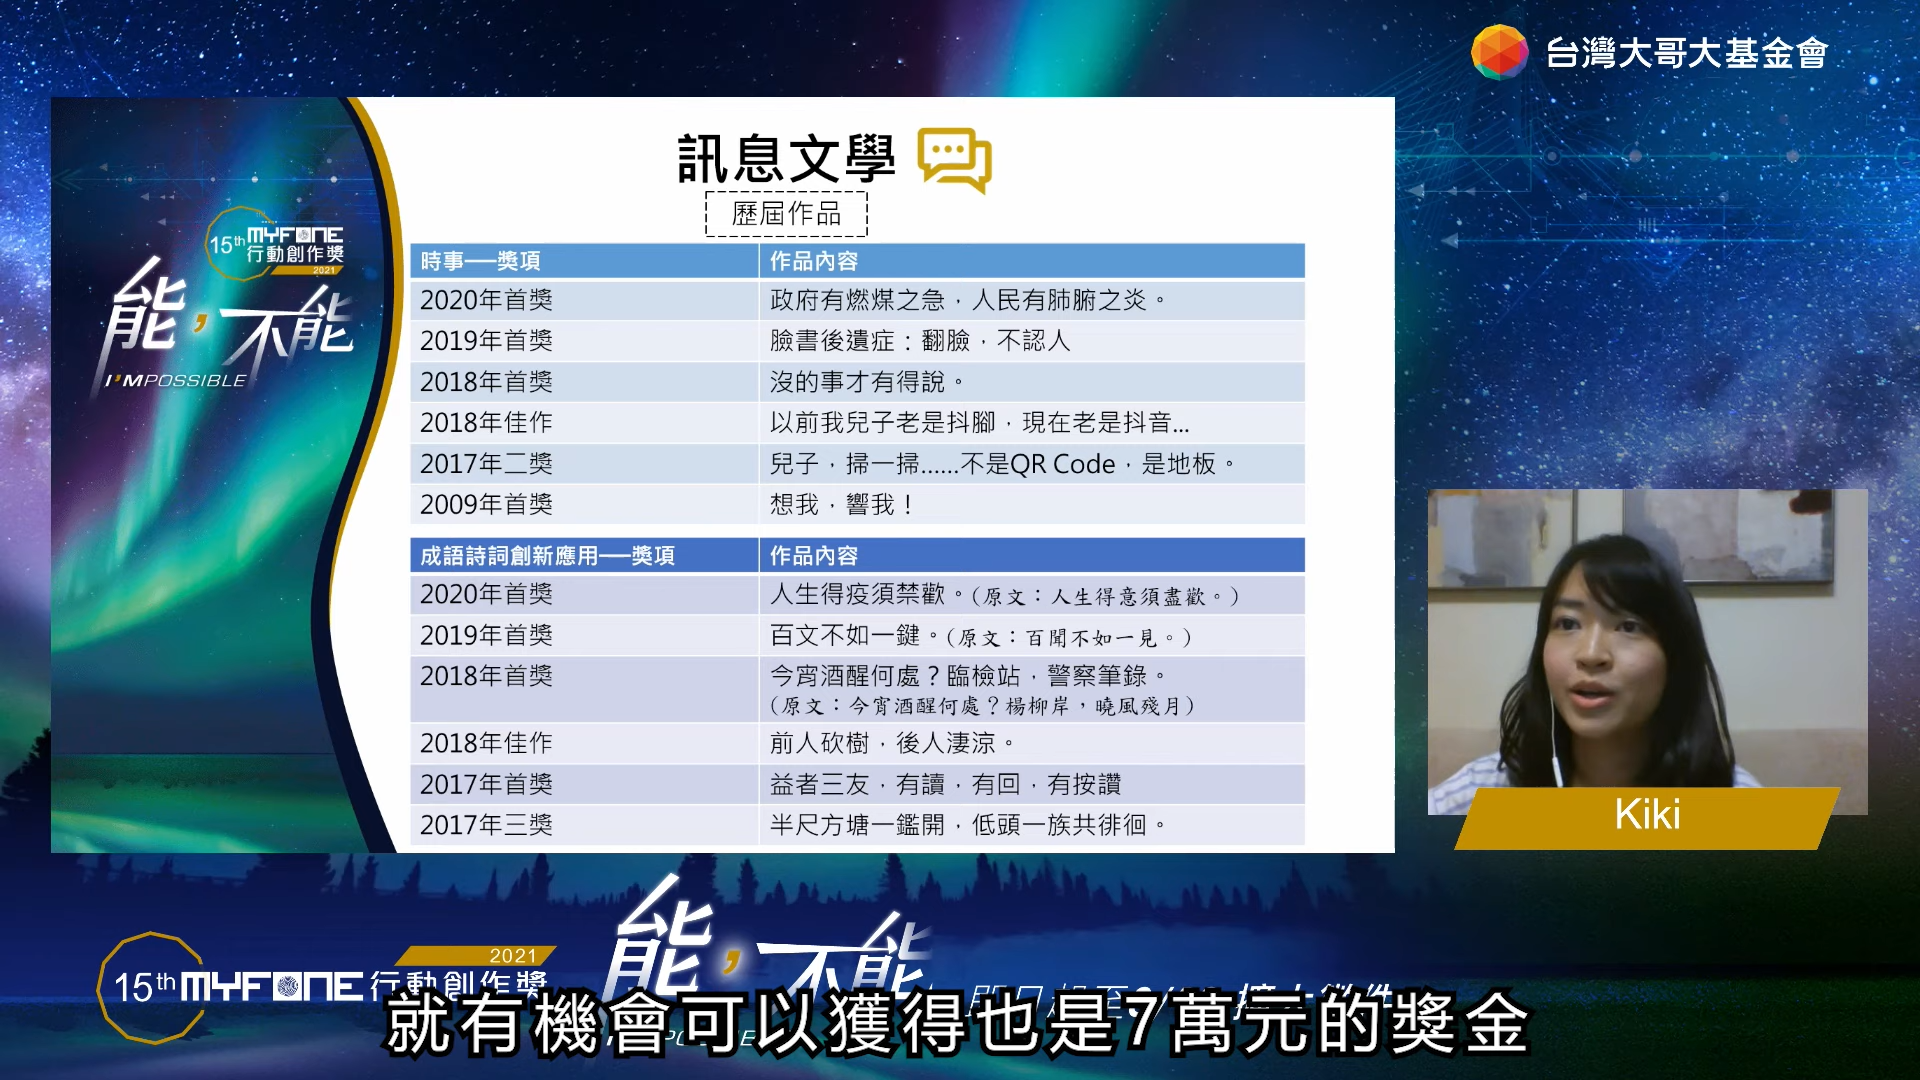 台灣大哥大基金會
訊息文學
歷屆作品
15th MYFONE
行動創作獎
2021
能，不能
I'MPOSSIBLE
時事──獎項 作品內容
2020年首獎 政府有燃煤之急，人民有肺腑之炎。
2019年首獎 臉書後遺症：翻臉，不認人
2018年首獎 沒的事才有得說。
2018年佳作 以前我兒子老是抖腳，現在老是抖音...
2017年二獎 兒子，掃一掃......不是QR Code，是地板。
2009年首獎 想我，響我！
成語詩詞創新應用──獎項 作品內容
2020年首獎 人生得疫須禁歡。(原文：人生得意須盡歡。)
2019年首獎 百文不如一鍵。(原文：百聞不如一見。)
2018年首獎 今宵酒醒何處？臨檢站，警察筆錄。
(原文：今宵酒醒何處？楊柳岸，曉風殘月)
2018年佳作 前人砍樹，後人淒涼。
2017年首獎 益者三友，有讀，有回，有按讚
2017年三獎 半尺方塘一鑑開，低頭一族共徘徊。
Kiki
2021
15th MYFONE 行動創作獎
能，不能
就有機會可以獲得也是7萬元的獎金